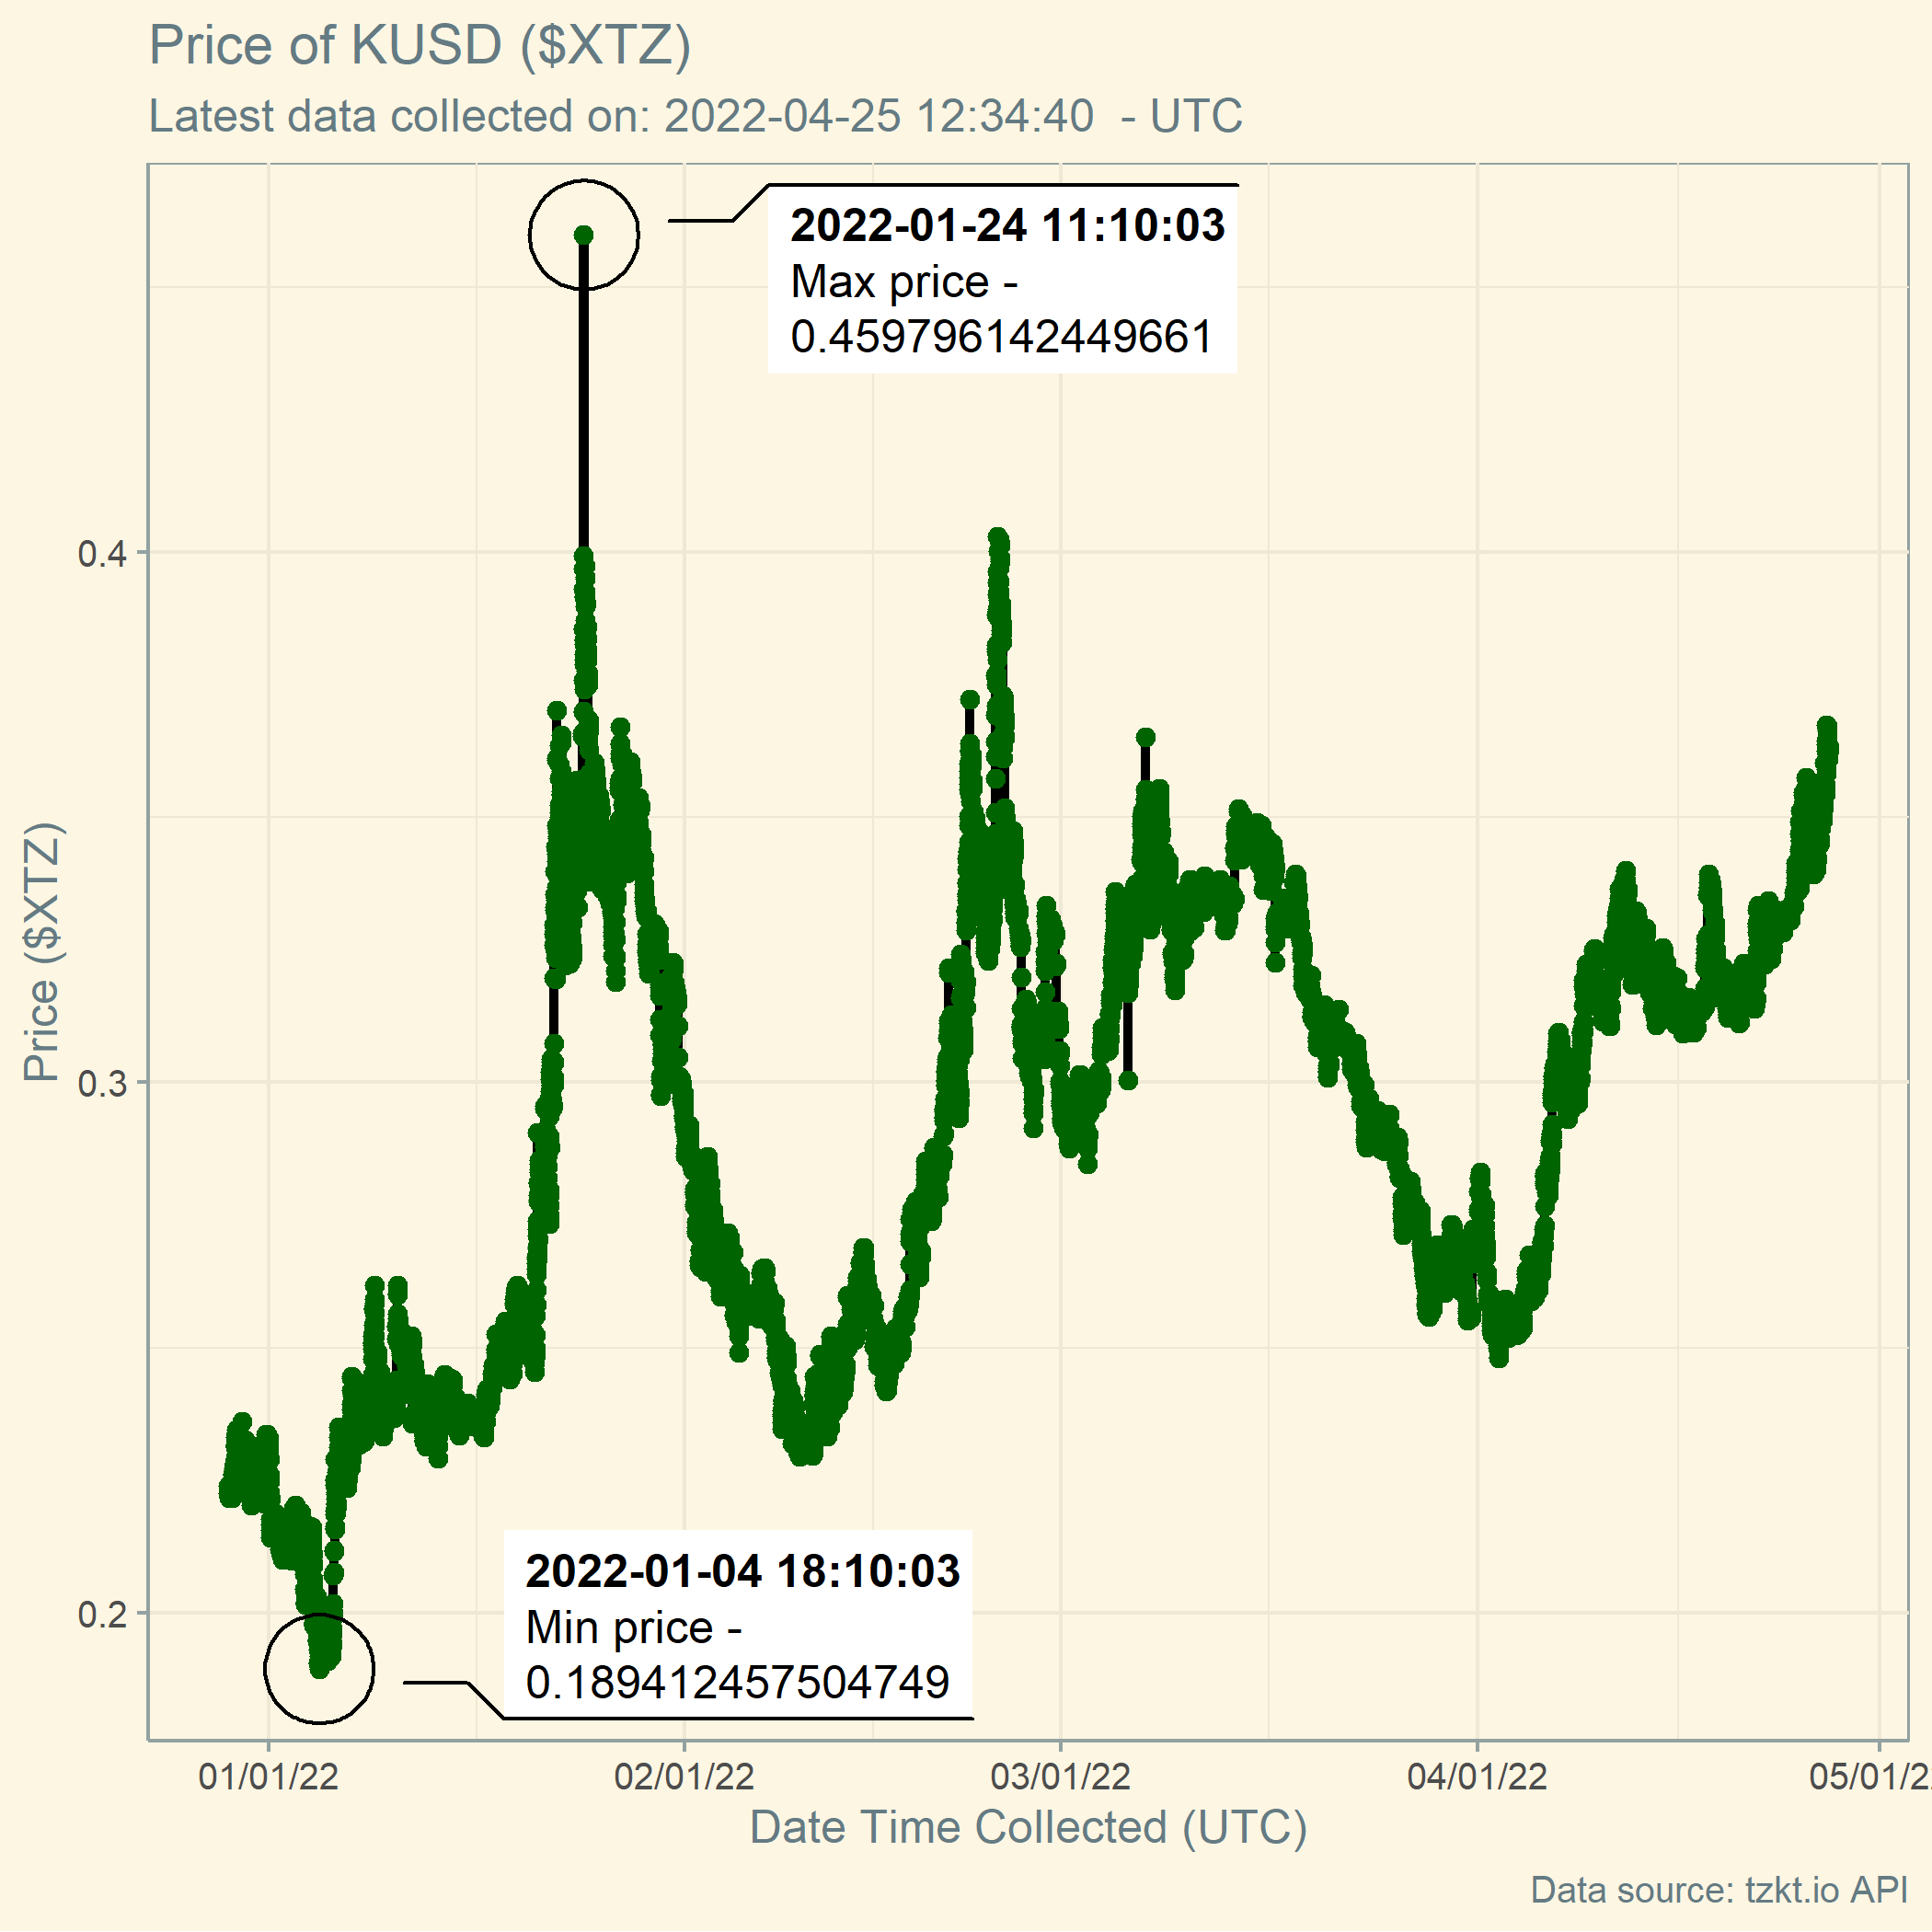 Price of KUSD ($XTZ)
Latest data collected on: 2022-04-25 12:34:40  - UTC
2022-01-24 11:10:03
Max price -
0.459796142449661
0.4
0.3
0.2
Price ($XTZ)
2022-01-04 18:10:03
Min price -
0.189412457504749
01/01/22
02/01/22
03/01/22
04/01/22
05/01/2
Date Time Collected (UTC)
Data source: tzkt.io API